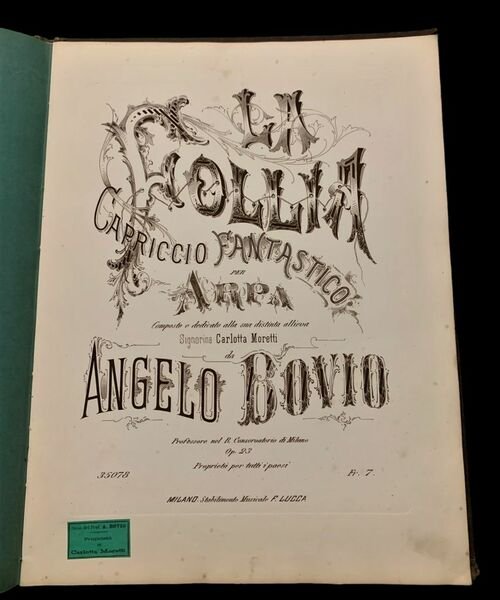 LA
FOLLIA
CAPRICCIO FANTASTICO
PER
ARPA
Composto e dedicato alla sua distinta allieva
Signorina Carlotta Moretti
da
ANGELO BOVIO
Professore nel R. Conservatorio di Milano
Op. 23
Proprietà per tutti i paesi
35078
Fr. 7.
MILANO. Stabilimento Musicale F. LUCCA
Prof. A. BOVIO
Proprietà
di
Carlotta Moretti